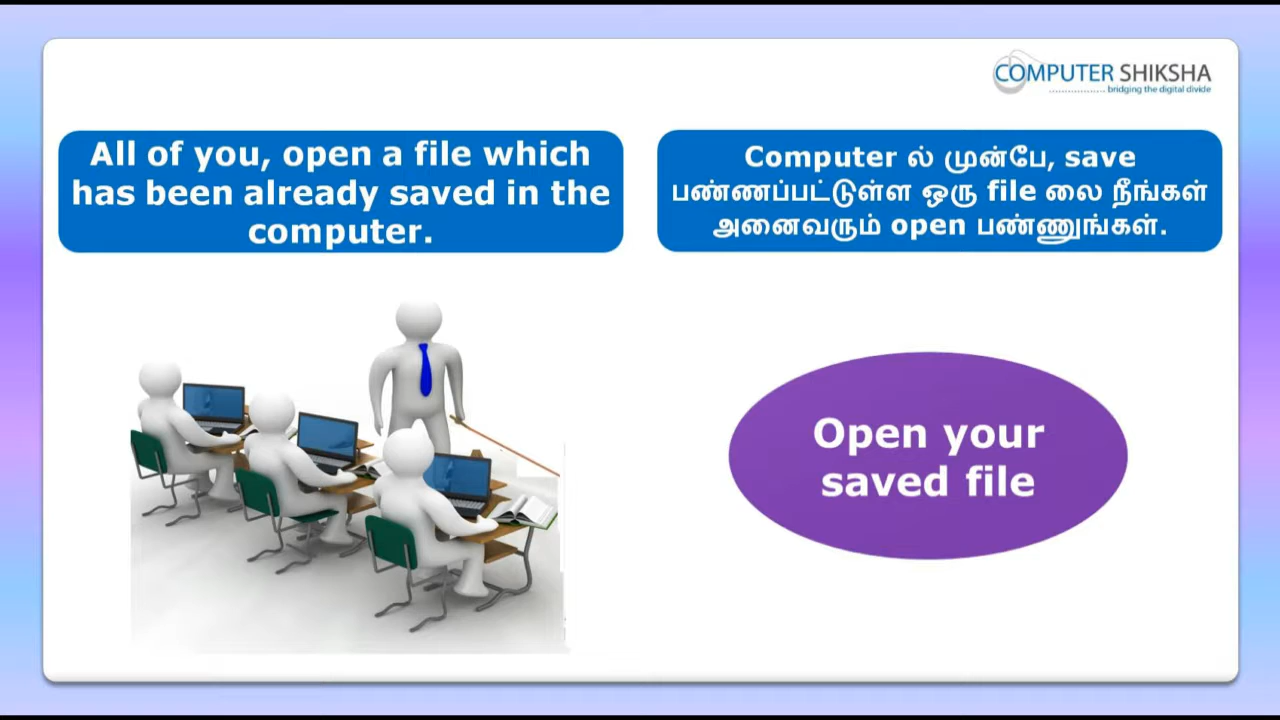 COMPUTER SHIKSHA
bridging the digital divide
All of you, open a file which
has been already saved in the
computer.
Computer ல் முன்பே, save
பண்ணப்பட்டுள்ள ஒரு file லை நீங்கள்
அனைவரும் open பண்ணுங்கள்.
Open your
saved file